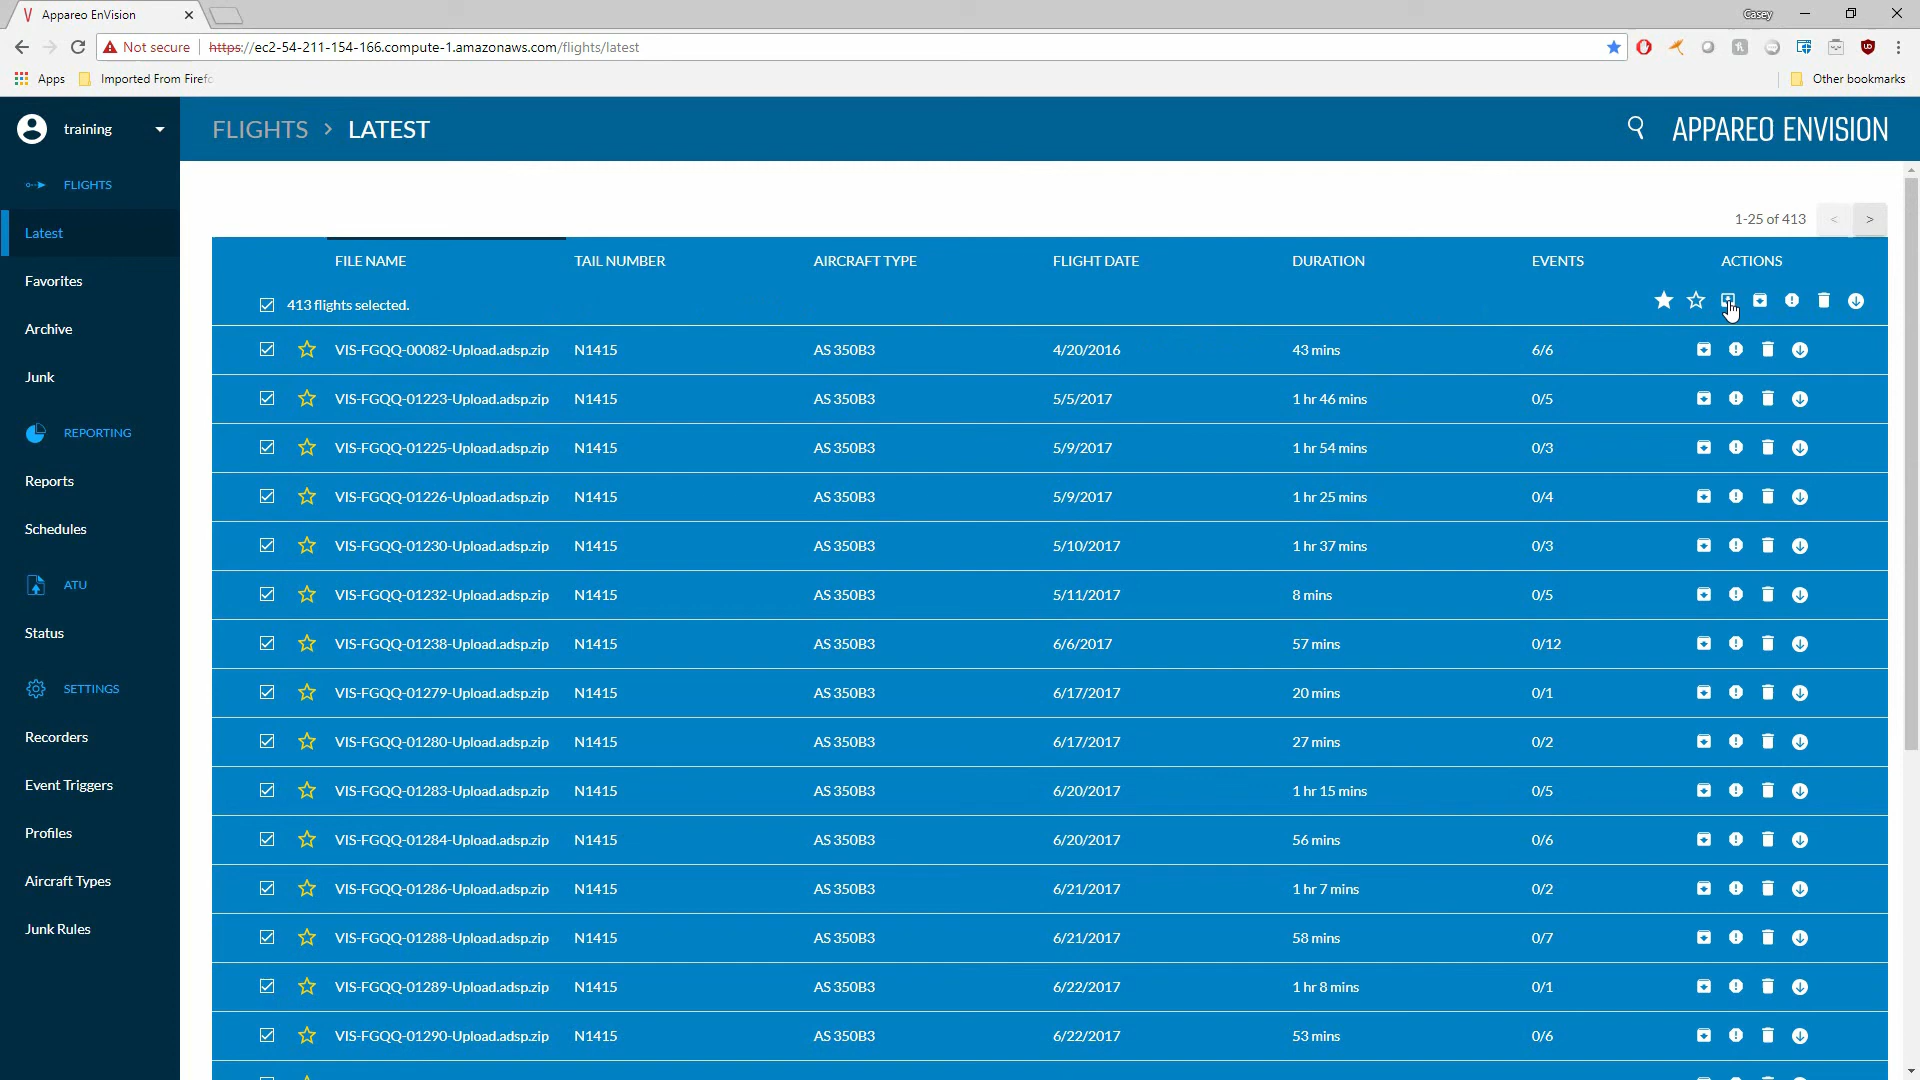 Appareo EnVision
Casey
Not secure https://ec2-54-211-154-166.compute-1.amazonaws.com/flights/latest
Apps Imported From Firefo Other bookmarks
training FLIGHTS > LATEST APPAREO ENVISION
FLIGHTS
Latest
Favorites
Archive
Junk
REPORTING
Reports
Schedules
ATU
Status
SETTINGS
Recorders
Event Triggers
Profiles
Aircraft Types
Junk Rules
1-25 of 413 < >
FILE NAME TAIL NUMBER AIRCRAFT TYPE FLIGHT DATE DURATION EVENTS ACTIONS
413 flights selected.
VIS-FGQQ-00082-Upload.adsp.zip N1415 AS 350B3 4/20/2016 43 mins 6/6
VIS-FGQQ-01223-Upload.adsp.zip N1415 AS 350B3 5/5/2017 1 hr 46 mins 0/5
VIS-FGQQ-01225-Upload.adsp.zip N1415 AS 350B3 5/9/2017 1 hr 54 mins 0/3
VIS-FGQQ-01226-Upload.adsp.zip N1415 AS 350B3 5/9/2017 1 hr 25 mins 0/4
VIS-FGQQ-01230-Upload.adsp.zip N1415 AS 350B3 5/10/2017 1 hr 37 mins 0/3
VIS-FGQQ-01232-Upload.adsp.zip N1415 AS 350B3 5/11/2017 8 mins 0/5
VIS-FGQQ-01238-Upload.adsp.zip N1415 AS 350B3 6/6/2017 57 mins 0/12
VIS-FGQQ-01279-Upload.adsp.zip N1415 AS 350B3 6/17/2017 20 mins 0/1
VIS-FGQQ-01280-Upload.adsp.zip N1415 AS 350B3 6/17/2017 27 mins 0/2
VIS-FGQQ-01283-Upload.adsp.zip N1415 AS 350B3 6/20/2017 1 hr 15 mins 0/5
VIS-FGQQ-01284-Upload.adsp.zip N1415 AS 350B3 6/20/2017 56 mins 0/6
VIS-FGQQ-01286-Upload.adsp.zip N1415 AS 350B3 6/21/2017 1 hr 7 mins 0/2
VIS-FGQQ-01288-Upload.adsp.zip N1415 AS 350B3 6/21/2017 58 mins 0/7
VIS-FGQQ-01289-Upload.adsp.zip N1415 AS 350B3 6/22/2017 1 hr 8 mins 0/1
VIS-FGQQ-01290-Upload.adsp.zip N1415 AS 350B3 6/22/2017 53 mins 0/6